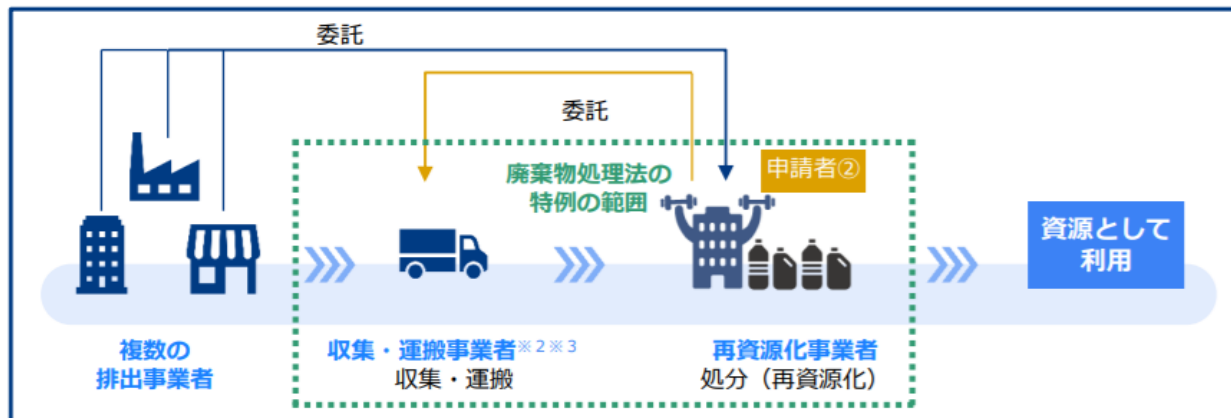 委託
委託
申請者②
廃棄物処理法の
特例の範囲
資源として
利用
複数の
排出事業者
収集・運搬事業者※2※3
収集・運搬
再資源化事業者
処分（再資源化）